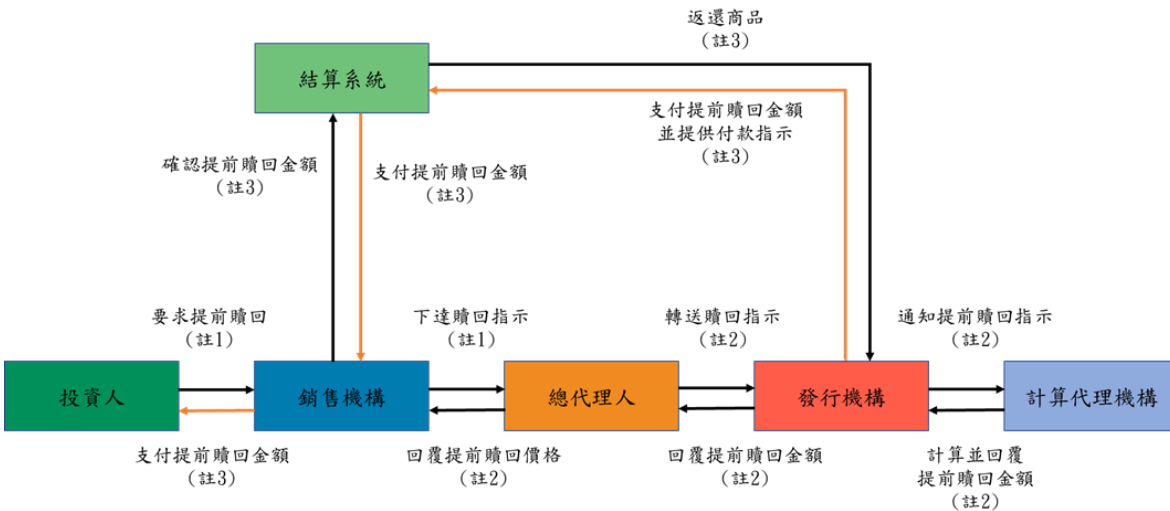 返還商品
(註3)
結算系統
支付提前贖回金額
並提供付款指示
(註3)
確認提前贖回金額
(註3)
支付提前贖回金額
(註3)
要求提前贖回
(註1)
下達贖回指示
(註1)
轉送贖回指示
(註2)
通知提前贖回指示
(註2)
投資人
銷售機構
總代理人
發行機構
計算代理機構
支付提前贖回金額
(註3)
回覆提前贖回價格
(註2)
回覆提前贖回金額
(註2)
計算並回覆
提前贖回金額
(註2)